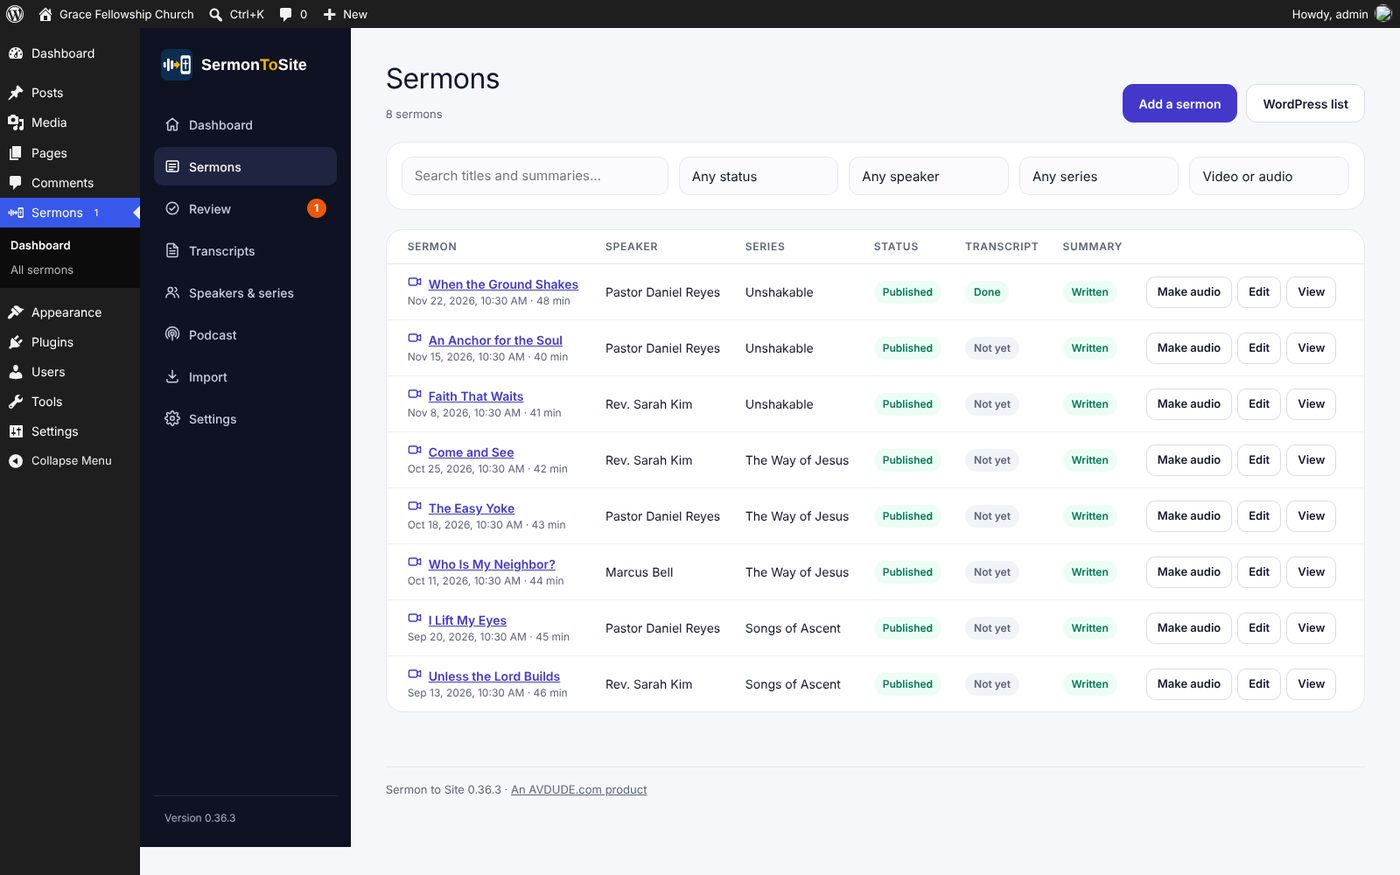 Grace Fellowship Church Ctrl+K 0 New Howdy, admin
Dashboard
Posts
Media
Pages
Comments
Sermons 1
Dashboard
All sermons
Appearance
Plugins
Users
Tools
Settings
Collapse Menu
SermonToSite
Dashboard
Sermons
Review 1
Transcripts
Speakers & series
Podcast
Import
Settings
Version 0.36.3
Sermons
8 sermons
Add a sermon WordPress list
Search titles and summaries... Any status Any speaker Any series Video or audio
SERMON SPEAKER SERIES STATUS TRANSCRIPT SUMMARY
When the Ground Shakes
Nov 22, 2026, 10:30 AM · 48 min
Pastor Daniel Reyes Unshakable Published Done Written Make audio Edit View
An Anchor for the Soul
Nov 15, 2026, 10:30 AM · 40 min
Pastor Daniel Reyes Unshakable Published Not yet Written Make audio Edit View
Faith That Waits
Nov 8, 2026, 10:30 AM · 41 min
Rev. Sarah Kim Unshakable Published Not yet Written Make audio Edit View
Come and See
Oct 25, 2026, 10:30 AM · 42 min
Rev. Sarah Kim The Way of Jesus Published Not yet Written Make audio Edit View
The Easy Yoke
Oct 18, 2026, 10:30 AM · 43 min
Pastor Daniel Reyes The Way of Jesus Published Not yet Written Make audio Edit View
Who Is My Neighbor?
Oct 11, 2026, 10:30 AM · 44 min
Marcus Bell The Way of Jesus Published Not yet Written Make audio Edit View
I Lift My Eyes
Sep 20, 2026, 10:30 AM · 45 min
Pastor Daniel Reyes Songs of Ascent Published Not yet Written Make audio Edit View
Unless the Lord Builds
Sep 13, 2026, 10:30 AM · 46 min
Rev. Sarah Kim Songs of Ascent Published Not yet Written Make audio Edit View
Sermon to Site 0.36.3 · An AVDUDE.com product